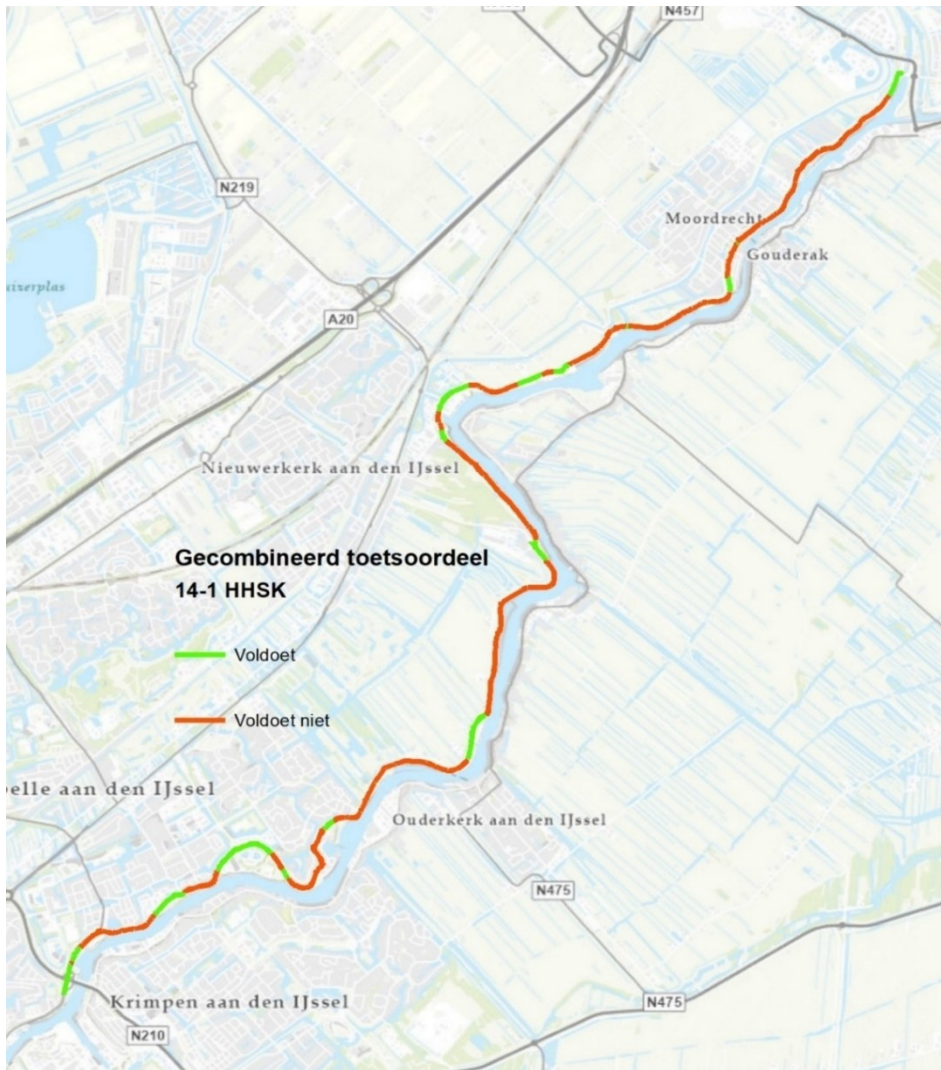 N457
N219
Moordrecht
Gouderak
A20
Nieuwerkerk aan den IJssel
Gecombineerd toetsoordeel
14-1 HHSK
Voldoet
Voldoet niet
elle aan den IJssel
Ouderkerk aan den IJssel
N475
Krimpen aan den IJssel
N475
N210